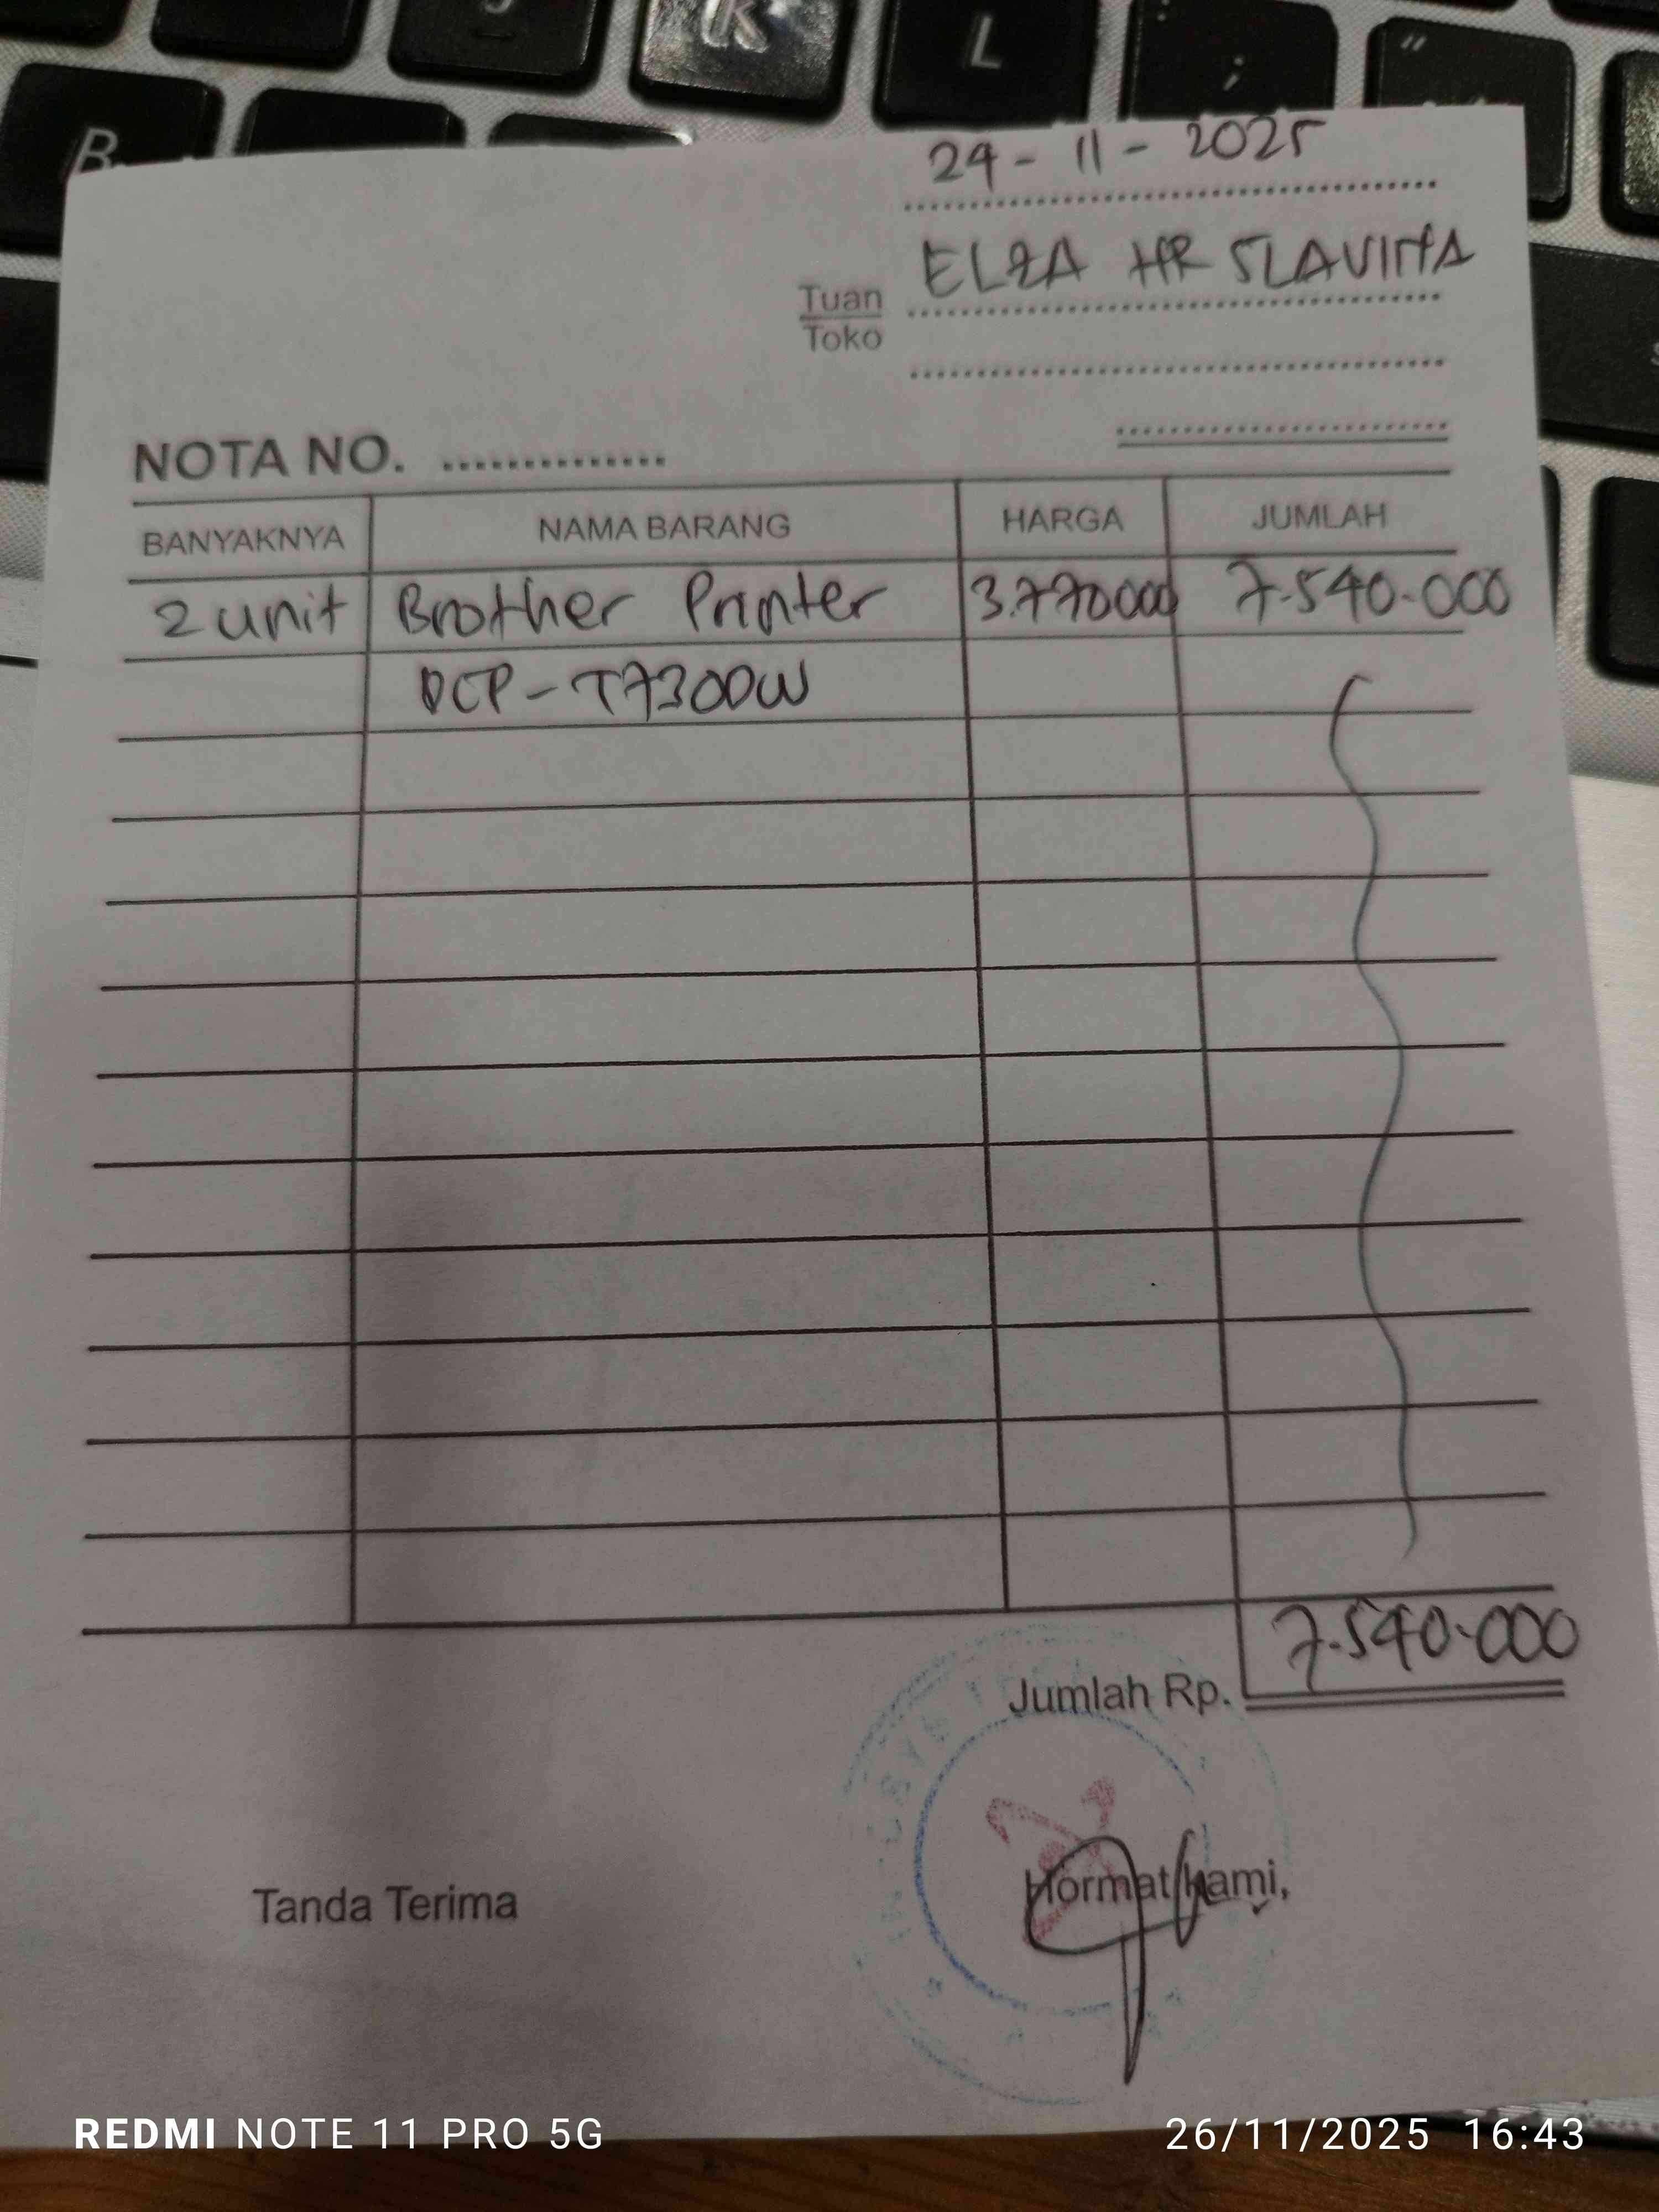 K L ; "
B
24 - 11 - 2025
Tuan
Toko
ELZA HR SLAVINA
NOTA NO. ..............
BANYAKNYA NAMA BARANG HARGA JUMLAH
2 unit Brother Printer 3.770000 7.540.000
DCP-T7300W
Jumlah Rp. 7.540.000
Tanda Terima Hormat kami,
REDMI NOTE 11 PRO 5G 26/11/2025 16:43